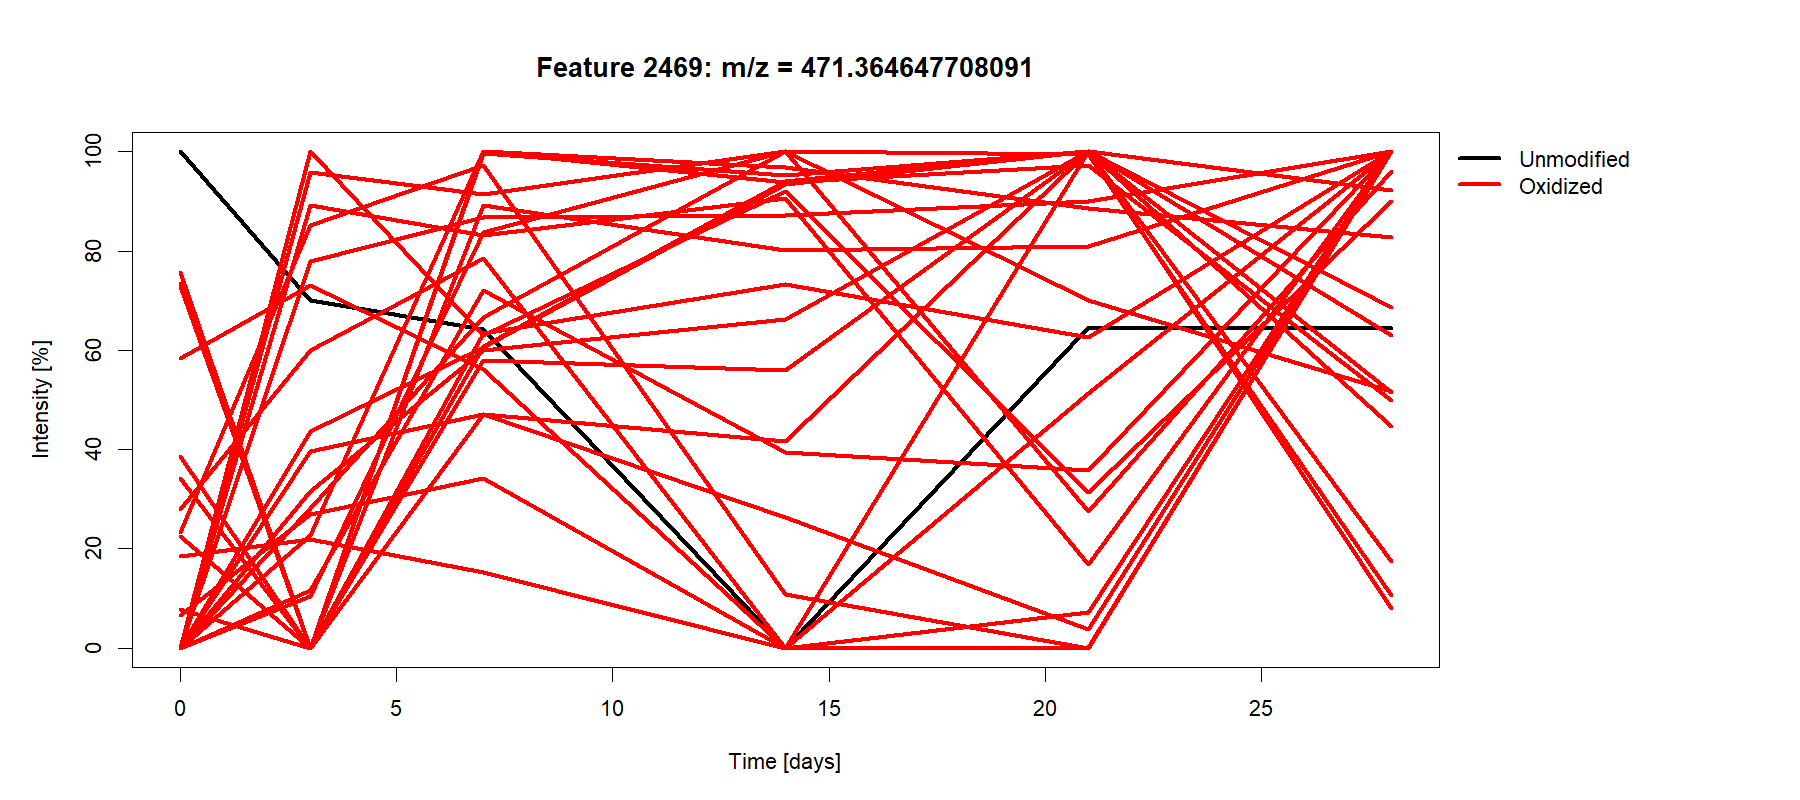 Feature 2469: m/z = 471.364647708091
Unmodified
Oxidized
100
80
60
40
20
0
Intensity [%]
0 5 10 15 20 25
Time [days]